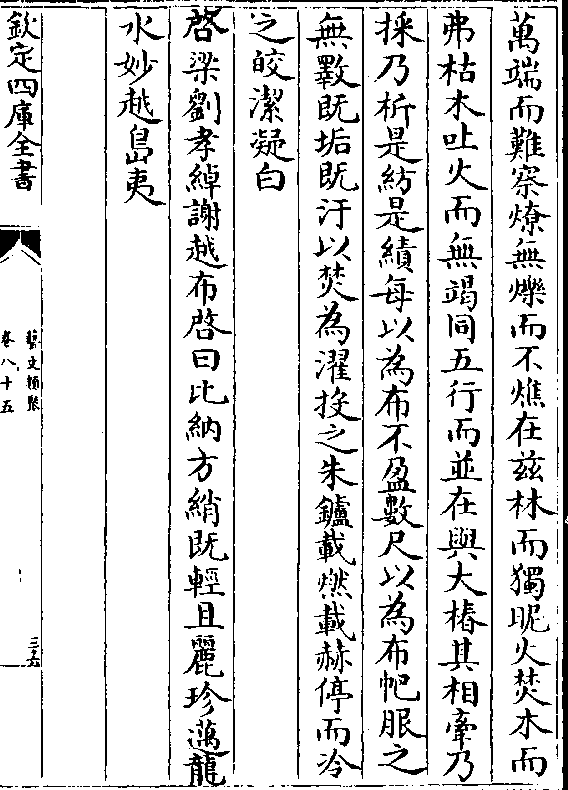 萬端而難察燎無爍而不燋在兹林而獨昵火焚木而
弗枯木吐火而無竭同五行而並在與大椿其相牽乃
採乃析是紡是績每以為布不盈數尺以為布帊服之
無斁既垢既汙以焚為濯投之朱鑪載燃載赫停而冷
之皎潔凝白
啓梁劉孝綽謝越布啓曰比納方綃既輕且麗珍邁龍
水妙越島夷
欽定四庫全書
藝文類聚
卷八十五